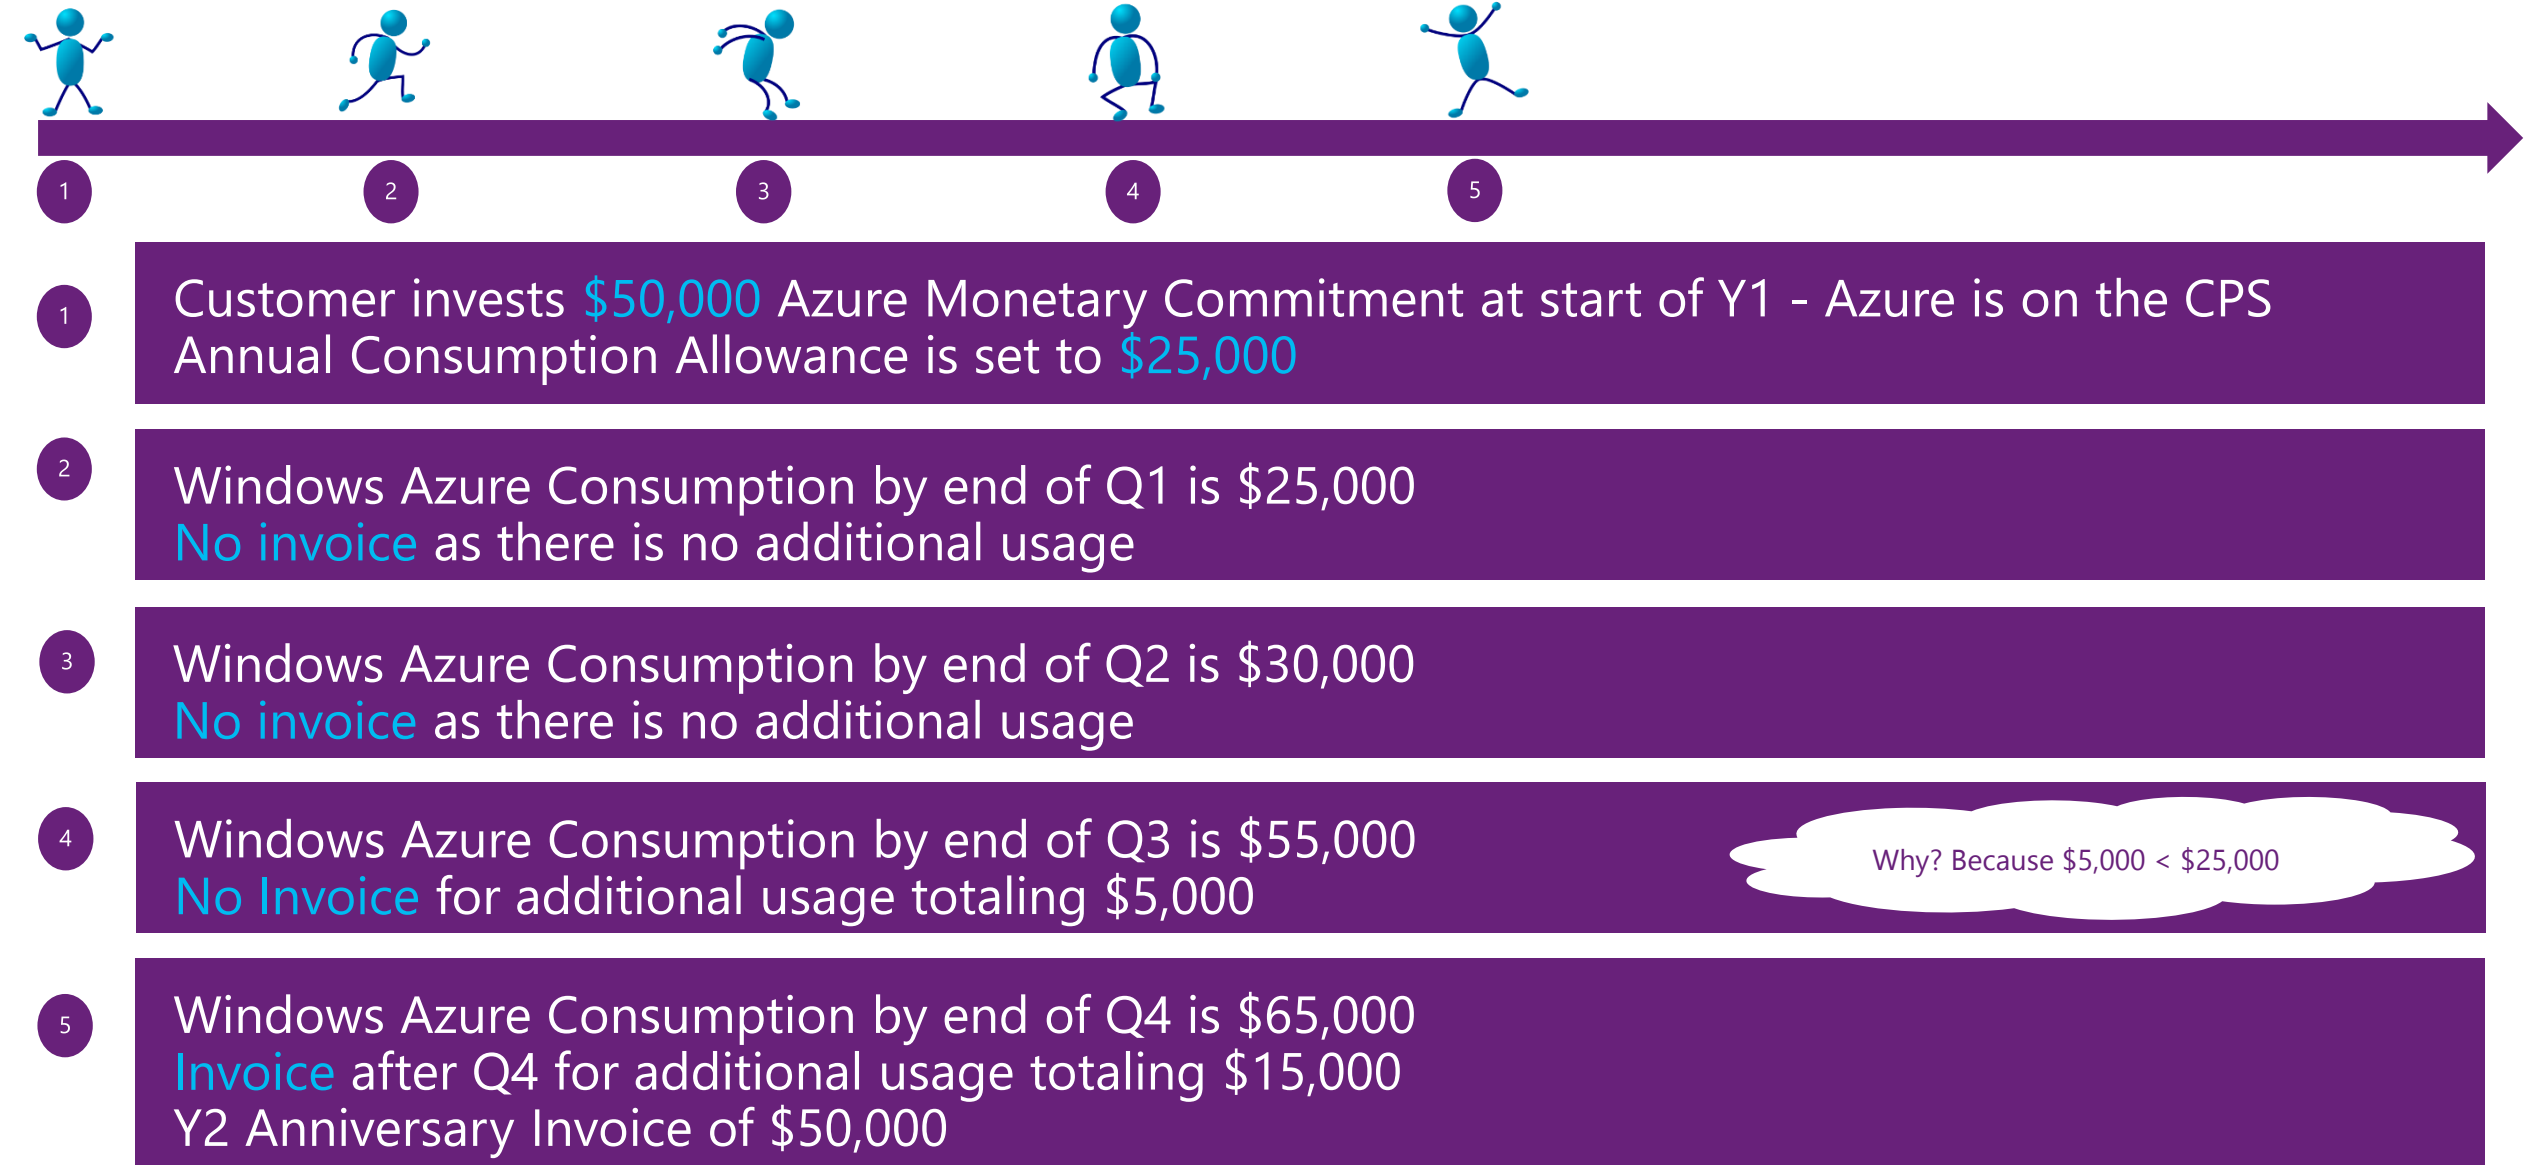 1
2
3
4
5
1
Customer invests $50,000 Azure Monetary Commitment at start of Y1 - Azure is on the CPS
Annual Consumption Allowance is set to $25,000
2
Windows Azure Consumption by end of Q1 is $25,000
No invoice as there is no additional usage
3
Windows Azure Consumption by end of Q2 is $30,000
No invoice as there is no additional usage
4
Windows Azure Consumption by end of Q3 is $55,000
No Invoice for additional usage totaling $5,000
Why? Because $5,000 < $25,000
5
Windows Azure Consumption by end of Q4 is $65,000
Invoice after Q4 for additional usage totaling $15,000
Y2 Anniversary Invoice of $50,000